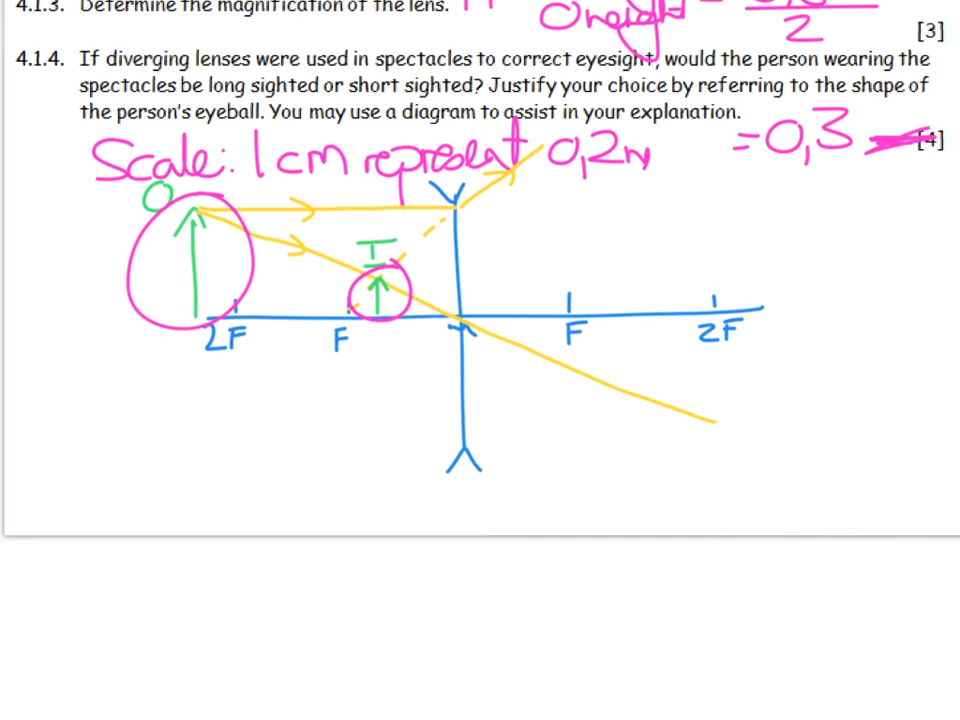 4.1.3. Determine the magnification of the lens.
O height = 
2
[3]
4.1.4. If diverging lenses were used in spectacles to correct eyesight, would the person wearing the
spectacles be long sighted or short sighted? Justify your choice by referring to the shape of
the person's eyeball. You may use a diagram to assist in your explanation.
[4]
Scale: 1 cm represent 0,2m
=0,3
O
I
2F F F 2F